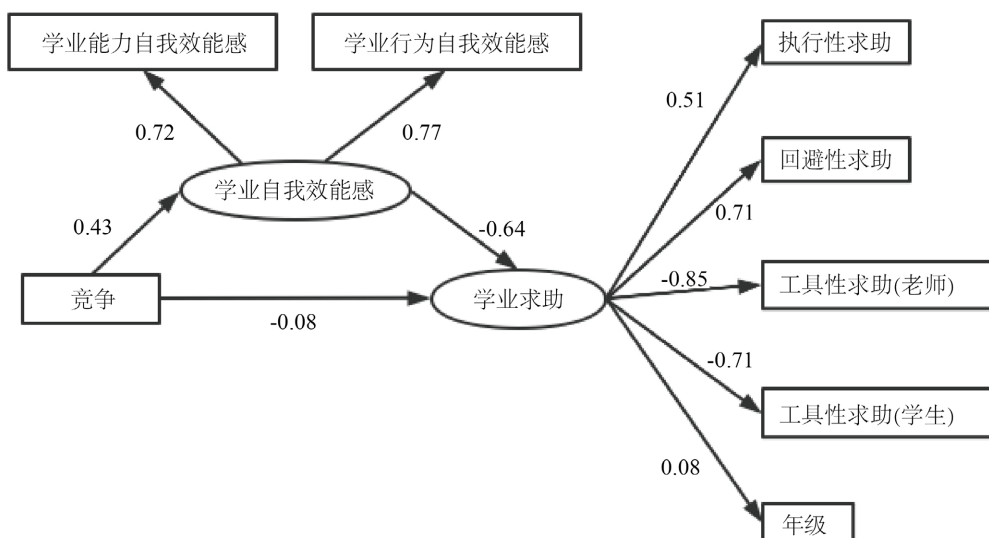 学业能力自我效能感
学业行为自我效能感
执行性求助
0.51
0.72
0.77
回避性求助
学业自我效能感
0.71
0.43
-0.64
工具性求助(老师)
-0.85
竞争
学业求助
-0.08
-0.71
工具性求助(学生)
0.08
年级